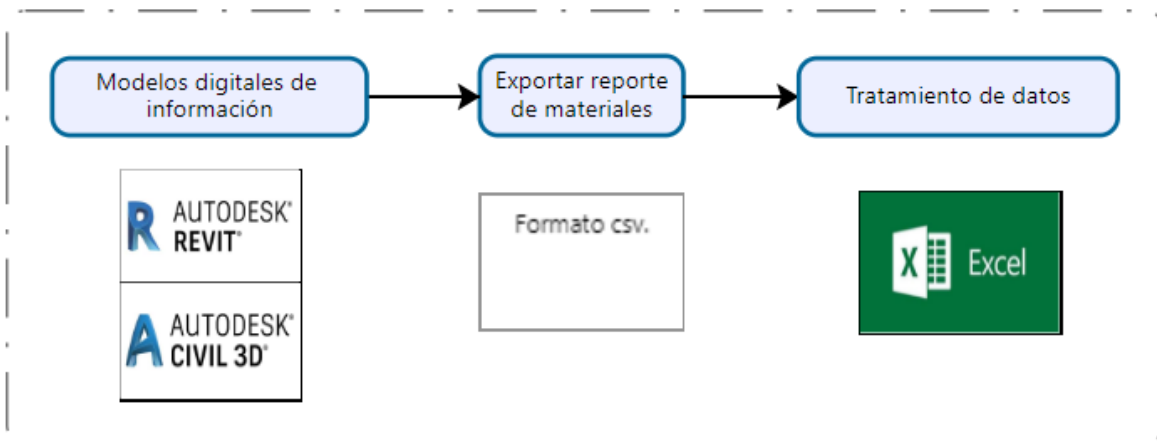 Modelos digitales de
información
Exportar reporte
de materiales
Tratamiento de datos
AUTODESK®
REVIT®
AUTODESK®
CIVIL 3D®
Formato csv.
X
Excel